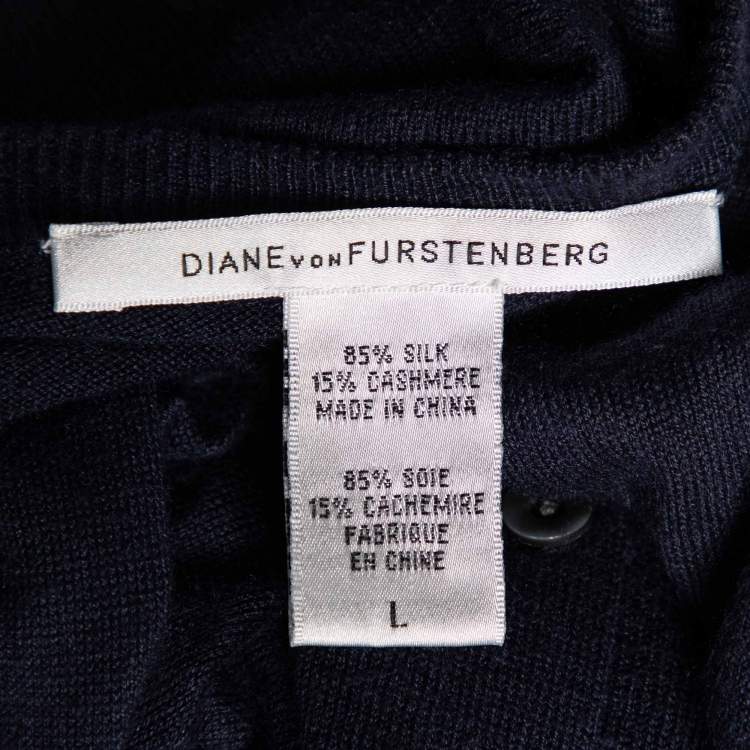 DIANE VON FURSTENBERG
85% SILK
15% CASHMERE
MADE IN CHINA
85% SOIE
15% CACHEMIRE
FABRIQUE
EN CHINE
L